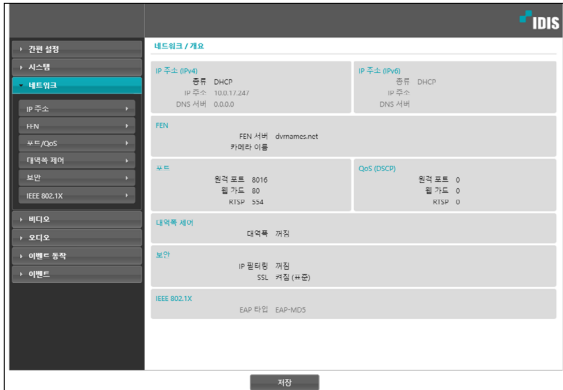 IDIS
간편 설정
시스템
네트워크
IP 주소
FEN
포트/QoS
대역폭 제어
보안
IEEE 802.1X
비디오
오디오
이벤트 동작
이벤트
네트워크 / 개요
IP 주소 (IPv4)
종류 DHCP
IP 주소 10.0.17.247
DNS 서버 0.0.0.0
IP 주소 (IPv6)
종류 DHCP
IP 주소
DNS 서버
FEN
FEN 서버 dvrnames.net
카메라 이름
포트
원격 포트 8016
웹 가드 80
RTSP 554
QoS (DSCP)
원격 포트 0
웹 가드 0
RTSP 0
대역폭 제어
대역폭 꺼짐
보안
IP 필터링 꺼짐
SSL 켜짐 (표준)
IEEE 802.1X
EAP 타입 EAP-MD5
저장